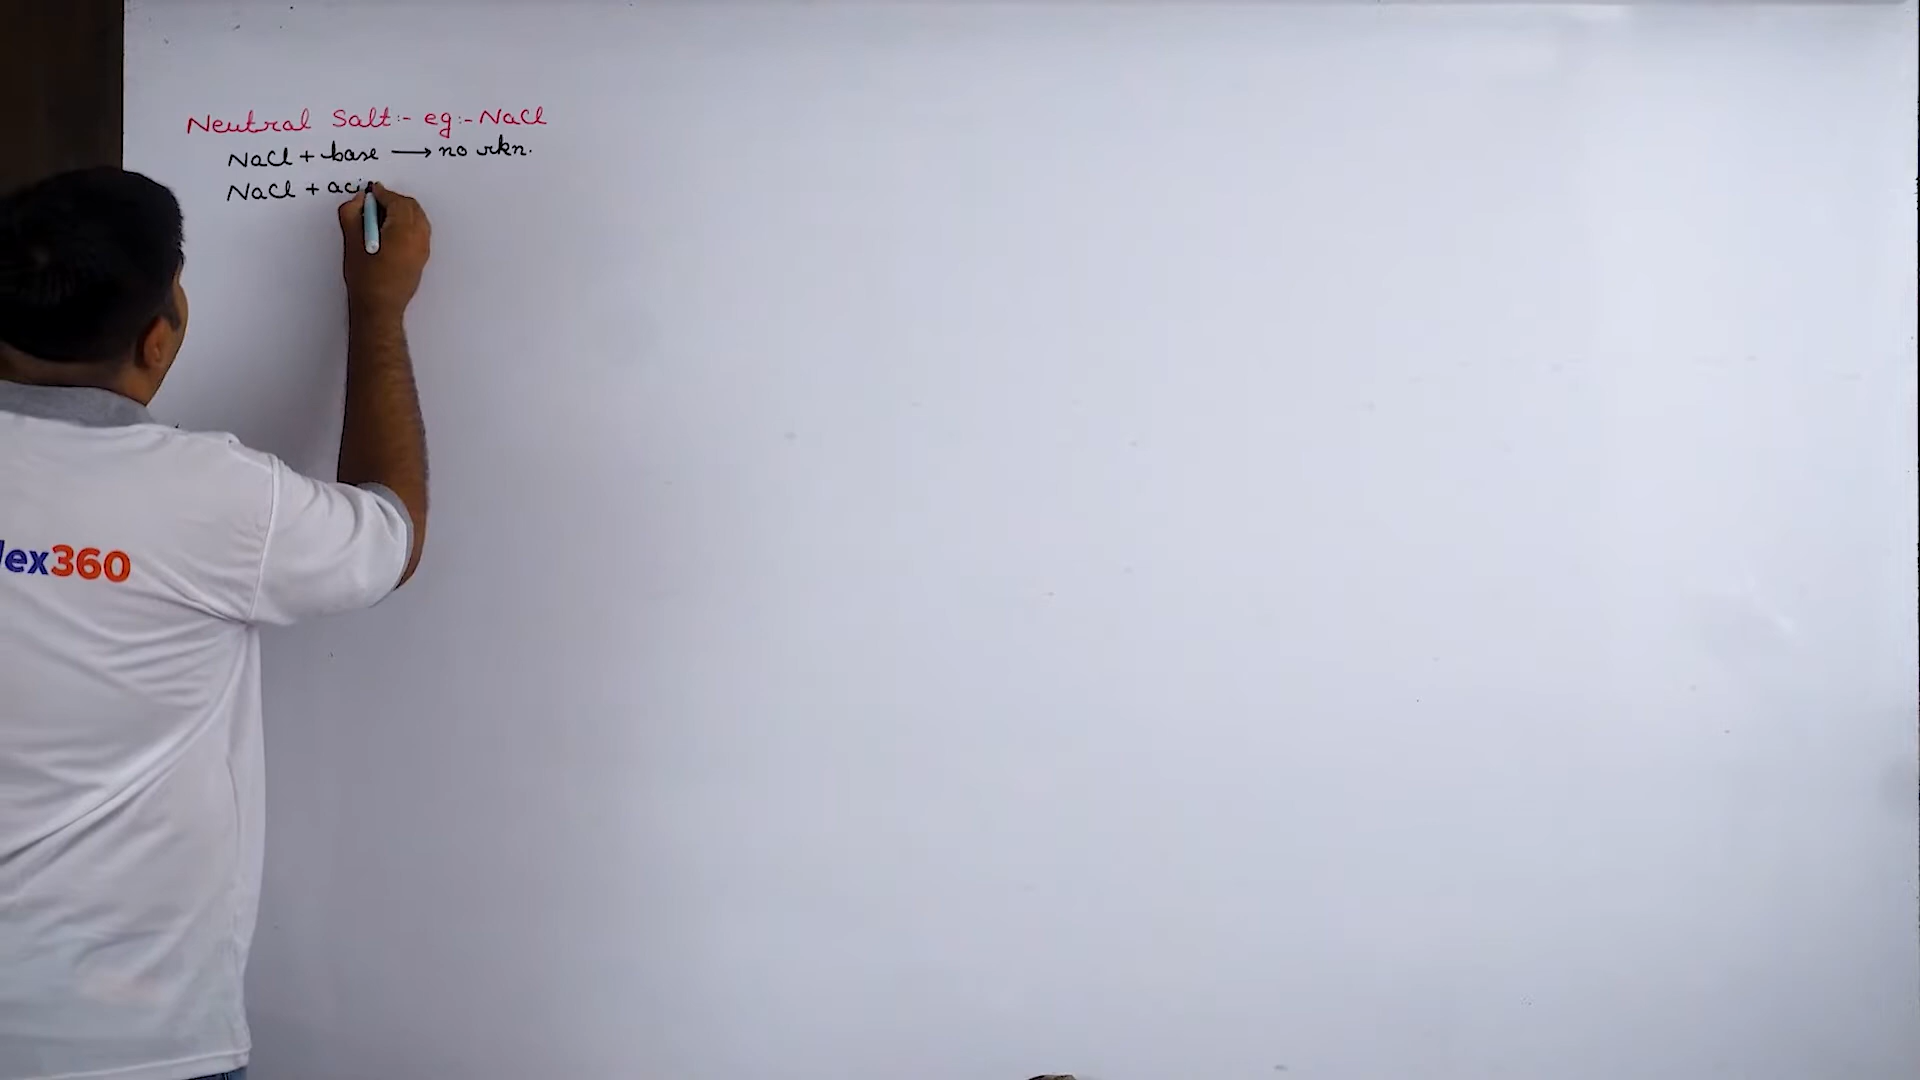 Neutral Salt:- eg:- NaCl
NaCl + base ⟶ no rkn.
NaCl + aci
lex360